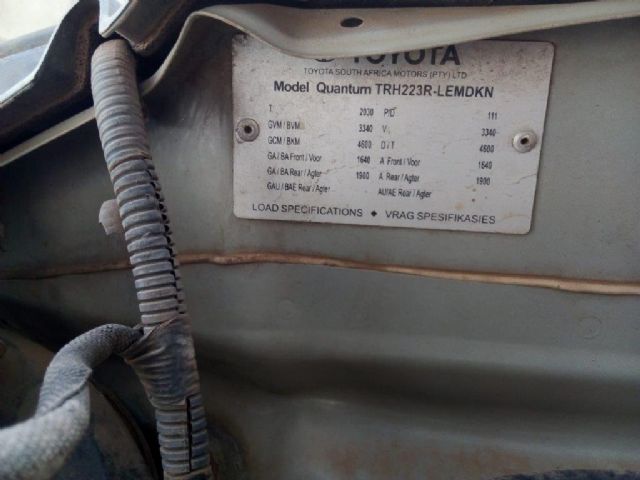 TOYOTA
TOYOTA SOUTH AFRICA MOTORS (PTY) LTD
Model Quantum TRH223R-LEMDKN
T 2030 P/D 111
GVM / BVM 3340 V 3340
GCM / BKM 4600 D / T 4600
GA / BA Front / Voor 1640 A Front / Voor 1640
GA / BA Rear / Agter 1900 A Rear / Agter 1900
GAU / BAE Rear / Agter AU/AE Rear / Agter
LOAD SPECIFICATIONS ◆ VRAG SPESIFIKASIES